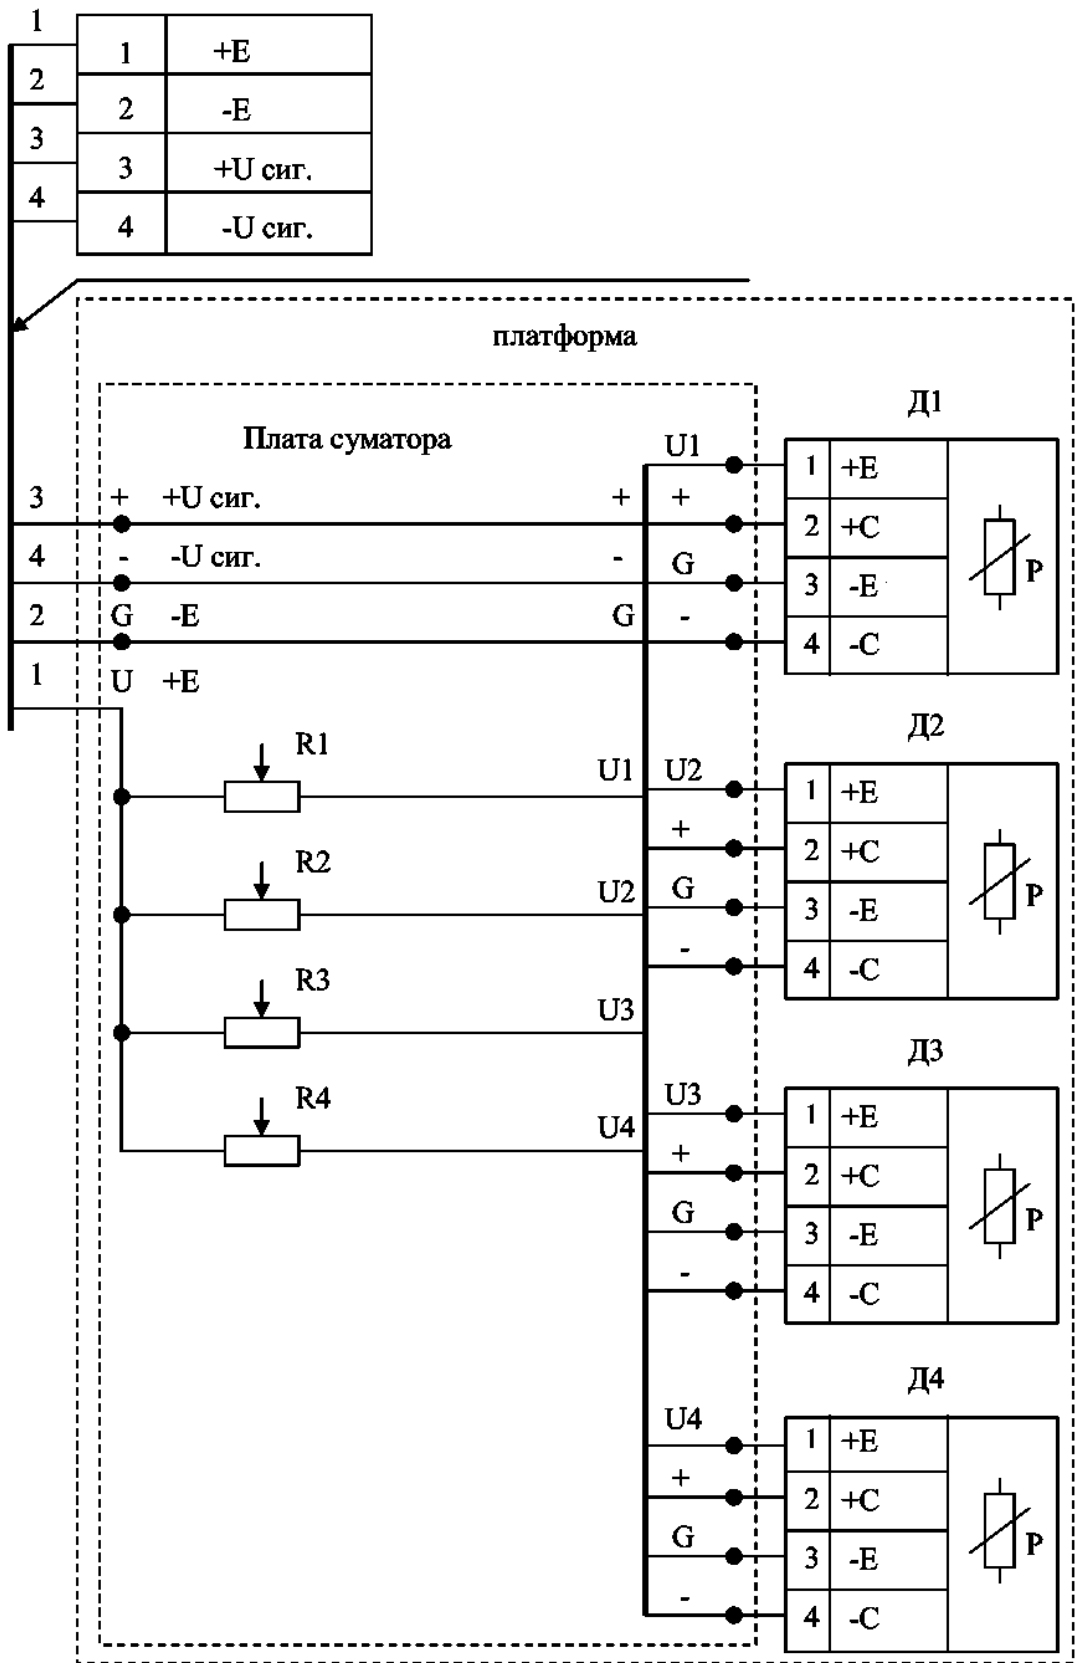 1
1 +E
2
2 -E
3
3 +U сиг.
4
4 -U сиг.
платформа
Плата суматора
Д1
U1
1 +E
3 + +U сиг. + +
2 +C
4 - -U сиг. - G
3 -E
2 G -E G -
4 -C
1 U +E
P
R1
U1
R2
U2
R3
U3
R4
U4
Д2
U2
1 +E
+
2 +C
G
3 -E
-
4 -C
P
Д3
U3
1 +E
+
2 +C
G
3 -E
-
4 -C
P
Д4
U4
1 +E
+
2 +C
G
3 -E
-
4 -C
P